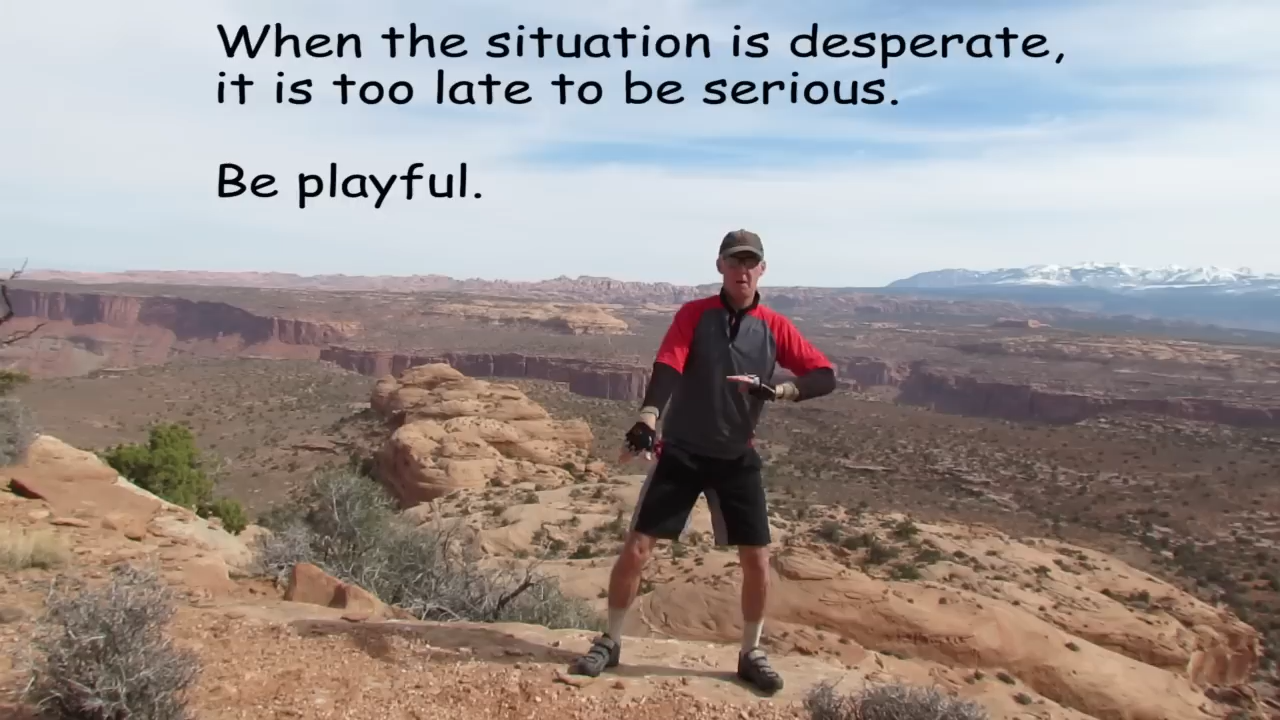 When the situation is desperate,
it is too late to be serious.
Be playful.